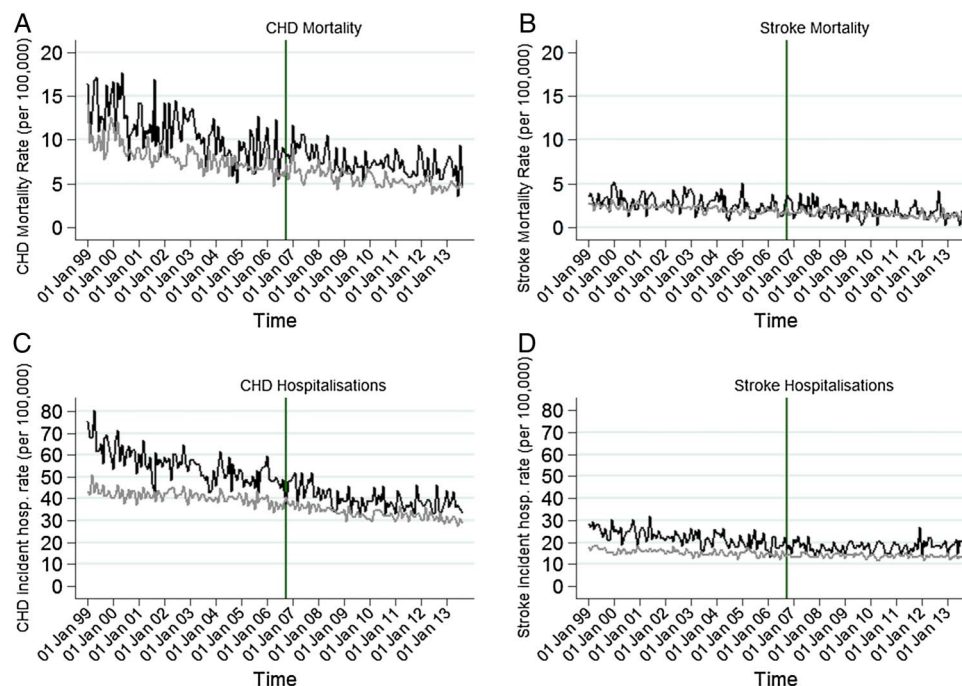 A
CHD Mortality
CHD Mortality Rate (per 100,000)
20
15
10
5
0
01 Jan 99
01 Jan 00
01 Jan 01
01 Jan 02
01 Jan 03
01 Jan 04
01 Jan 05
01 Jan 06
01 Jan 07
01 Jan 08
01 Jan 09
01 Jan 10
01 Jan 11
01 Jan 12
01 Jan 13
Time
B
Stroke Mortality
Stroke Mortality Rate (per 100,000)
20
15
10
5
0
01 Jan 99
01 Jan 00
01 Jan 01
01 Jan 02
01 Jan 03
01 Jan 04
01 Jan 05
01 Jan 06
01 Jan 07
01 Jan 08
01 Jan 09
01 Jan 10
01 Jan 11
01 Jan 12
01 Jan 13
Time
C
CHD Hospitalisations
CHD Incident hosp. rate (per 100,000)
80
70
60
50
40
30
20
10
0
01 Jan 99
01 Jan 00
01 Jan 01
01 Jan 02
01 Jan 03
01 Jan 04
01 Jan 05
01 Jan 06
01 Jan 07
01 Jan 08
01 Jan 09
01 Jan 10
01 Jan 11
01 Jan 12
01 Jan 13
Time
D
Stroke Hospitalisations
Stroke Incident hosp. rate (per 100,000)
80
70
60
50
40
30
20
10
0
01 Jan 99
01 Jan 00
01 Jan 01
01 Jan 02
01 Jan 03
01 Jan 04
01 Jan 05
01 Jan 06
01 Jan 07
01 Jan 08
01 Jan 09
01 Jan 10
01 Jan 11
01 Jan 12
01 Jan 13
Time